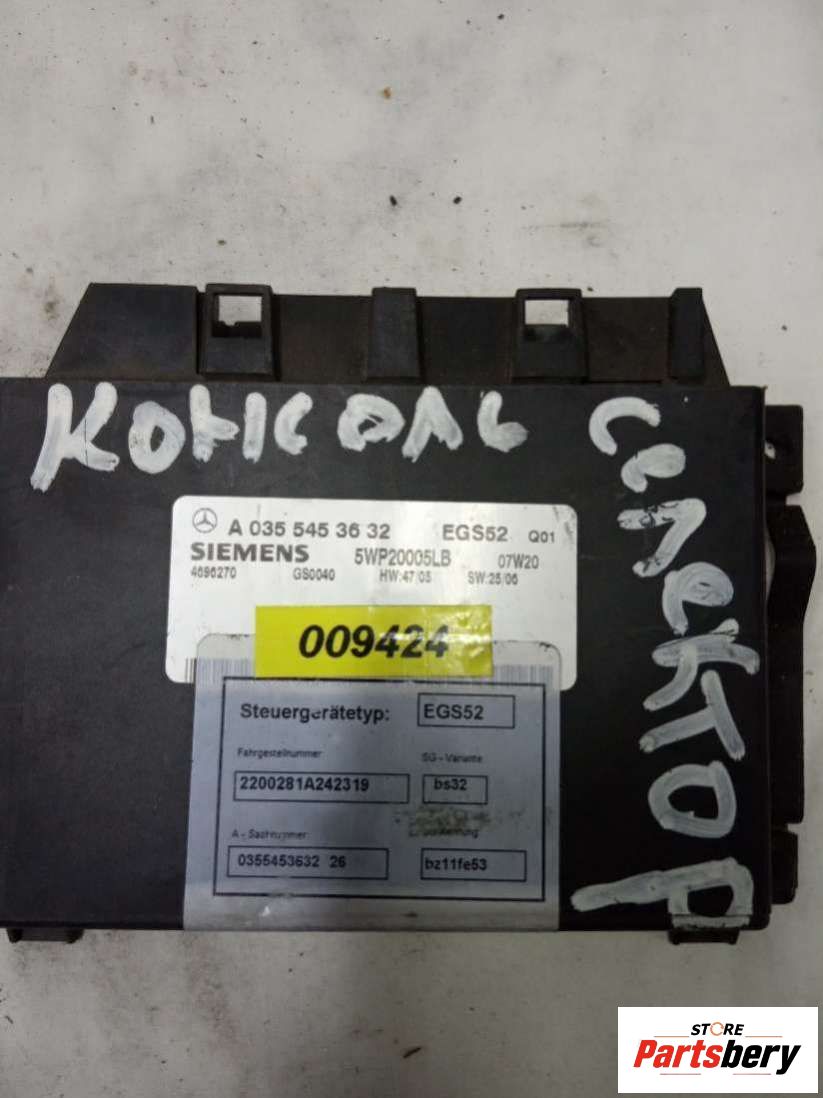 консоль селектор
A 035 545 36 32 EGS52 Q01
SIEMENS 5WP20005LB 07W20
4696270 GS0040 HW:47/05 SW:25/06
009424
Steuergerätetyp: EGS52
Fahrgestellnummer SG - Variante
2200281A242319 bs32
A - Sachnummer
0355453632 26 bz11fe53
STORE
Partsbery